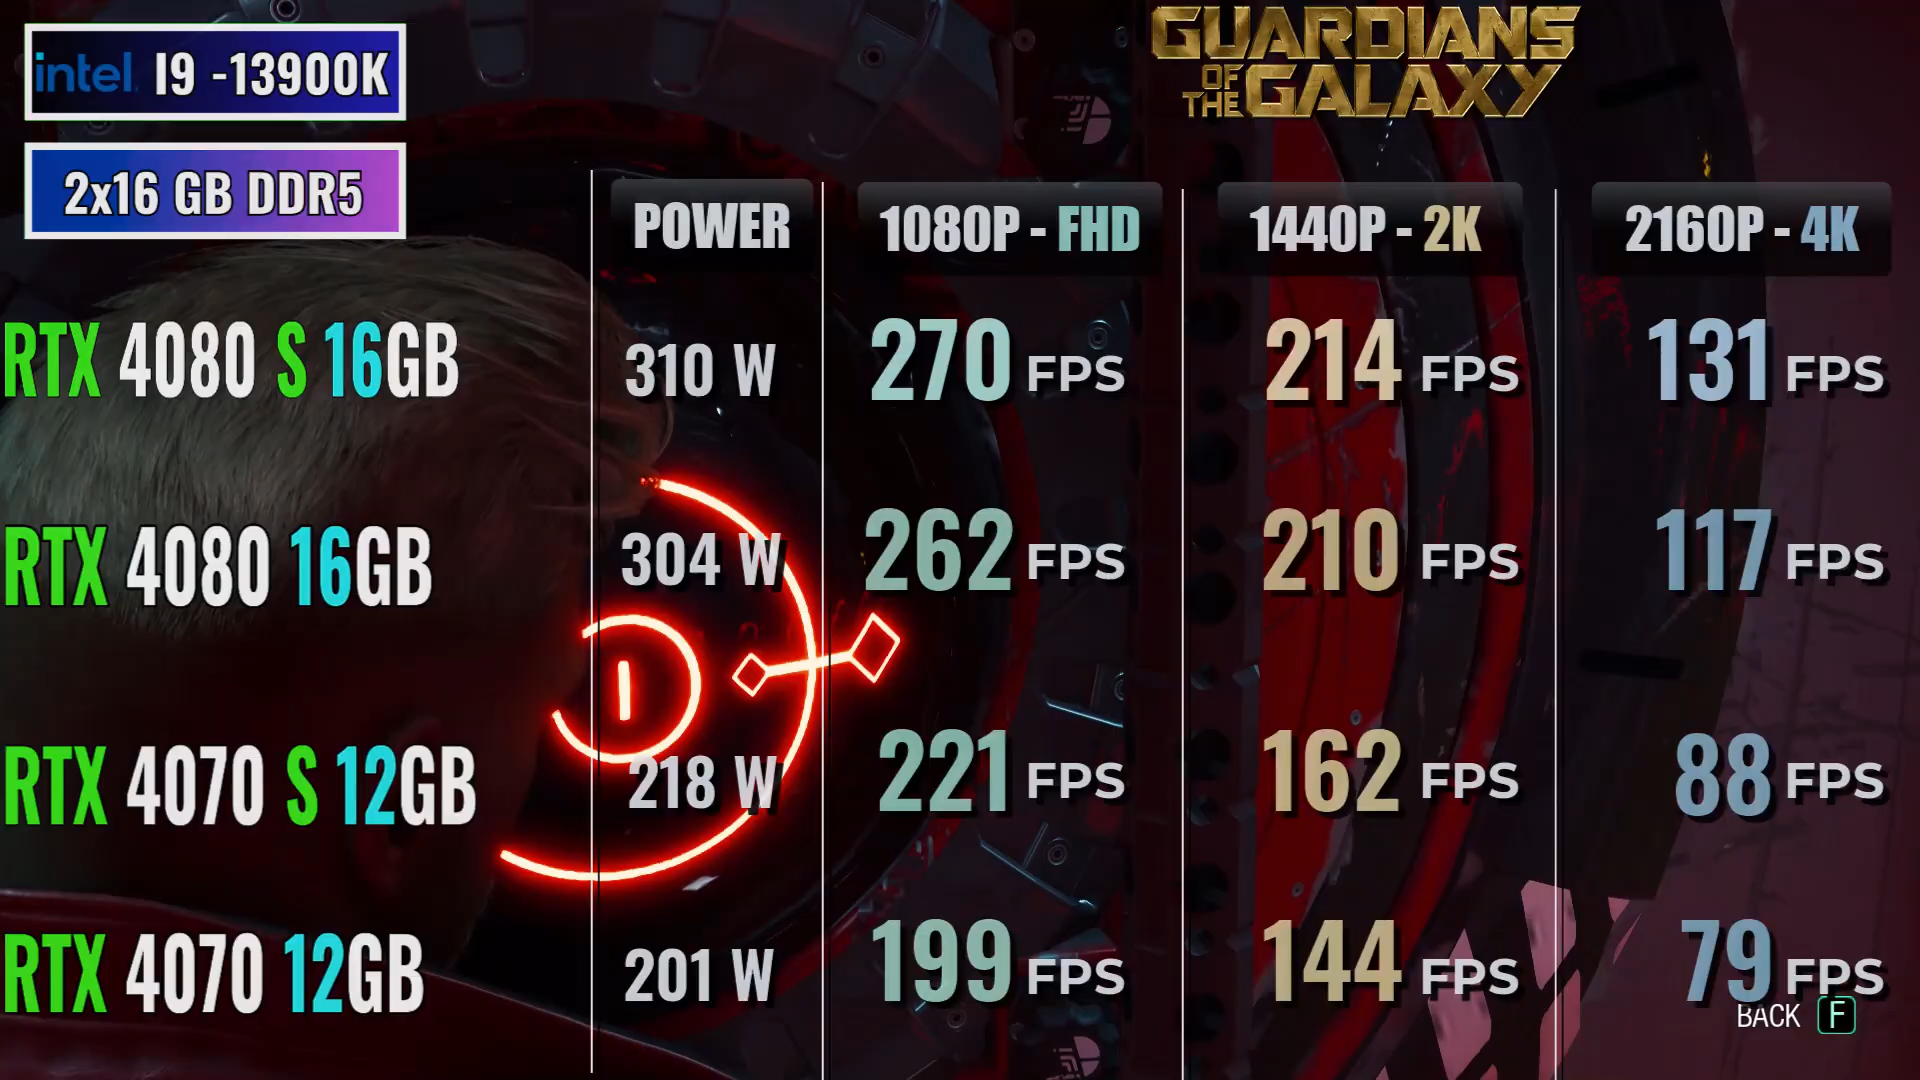 intel. I9 -13900K
2x16 GB DDR5
GUARDIANS
OF THE GALAXY
POWER 1080P - FHD 1440P - 2K 2160P - 4K
RTX 4080 S 16GB 310 W 270 FPS 214 FPS 131 FPS
RTX 4080 16GB 304 W 262 FPS 210 FPS 117 FPS
RTX 4070 S 12GB 218 W 221 FPS 162 FPS 88 FPS
RTX 4070 12GB 201 W 199 FPS 144 FPS 79 FPS
BACK F